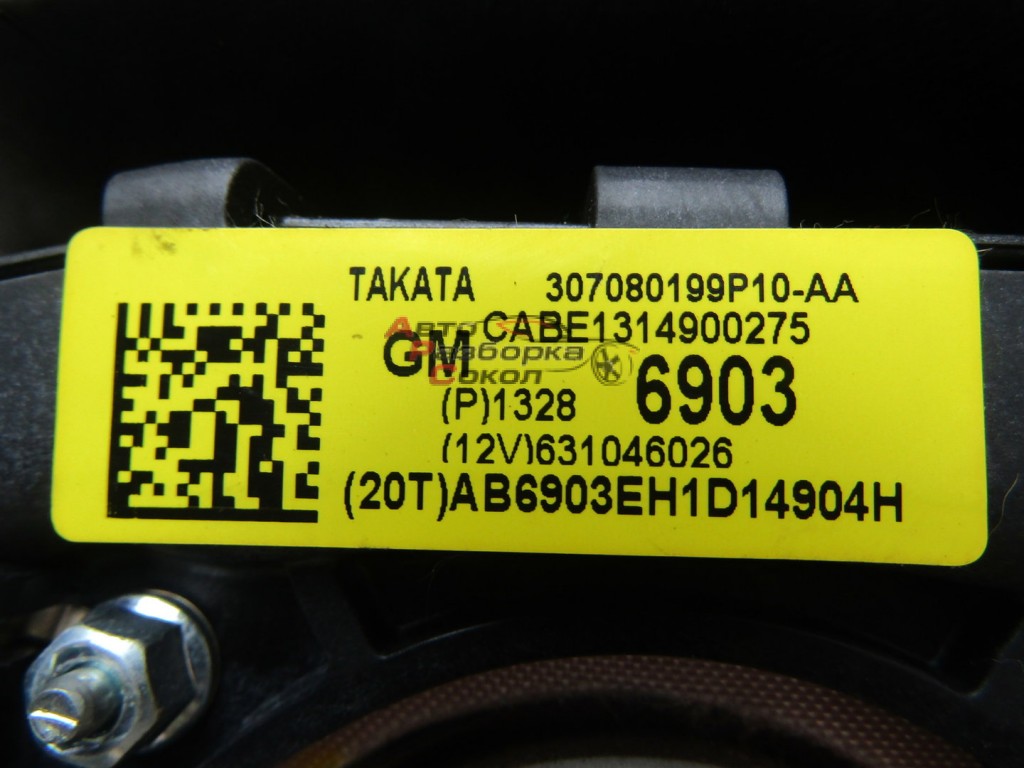 TAKATA 307080199P10-AA
CABE1314900275
GM
Авто
Разборка
Сокол
6903
(P)1328
(12V)631046026
(20T)AB6903EH1D14904H